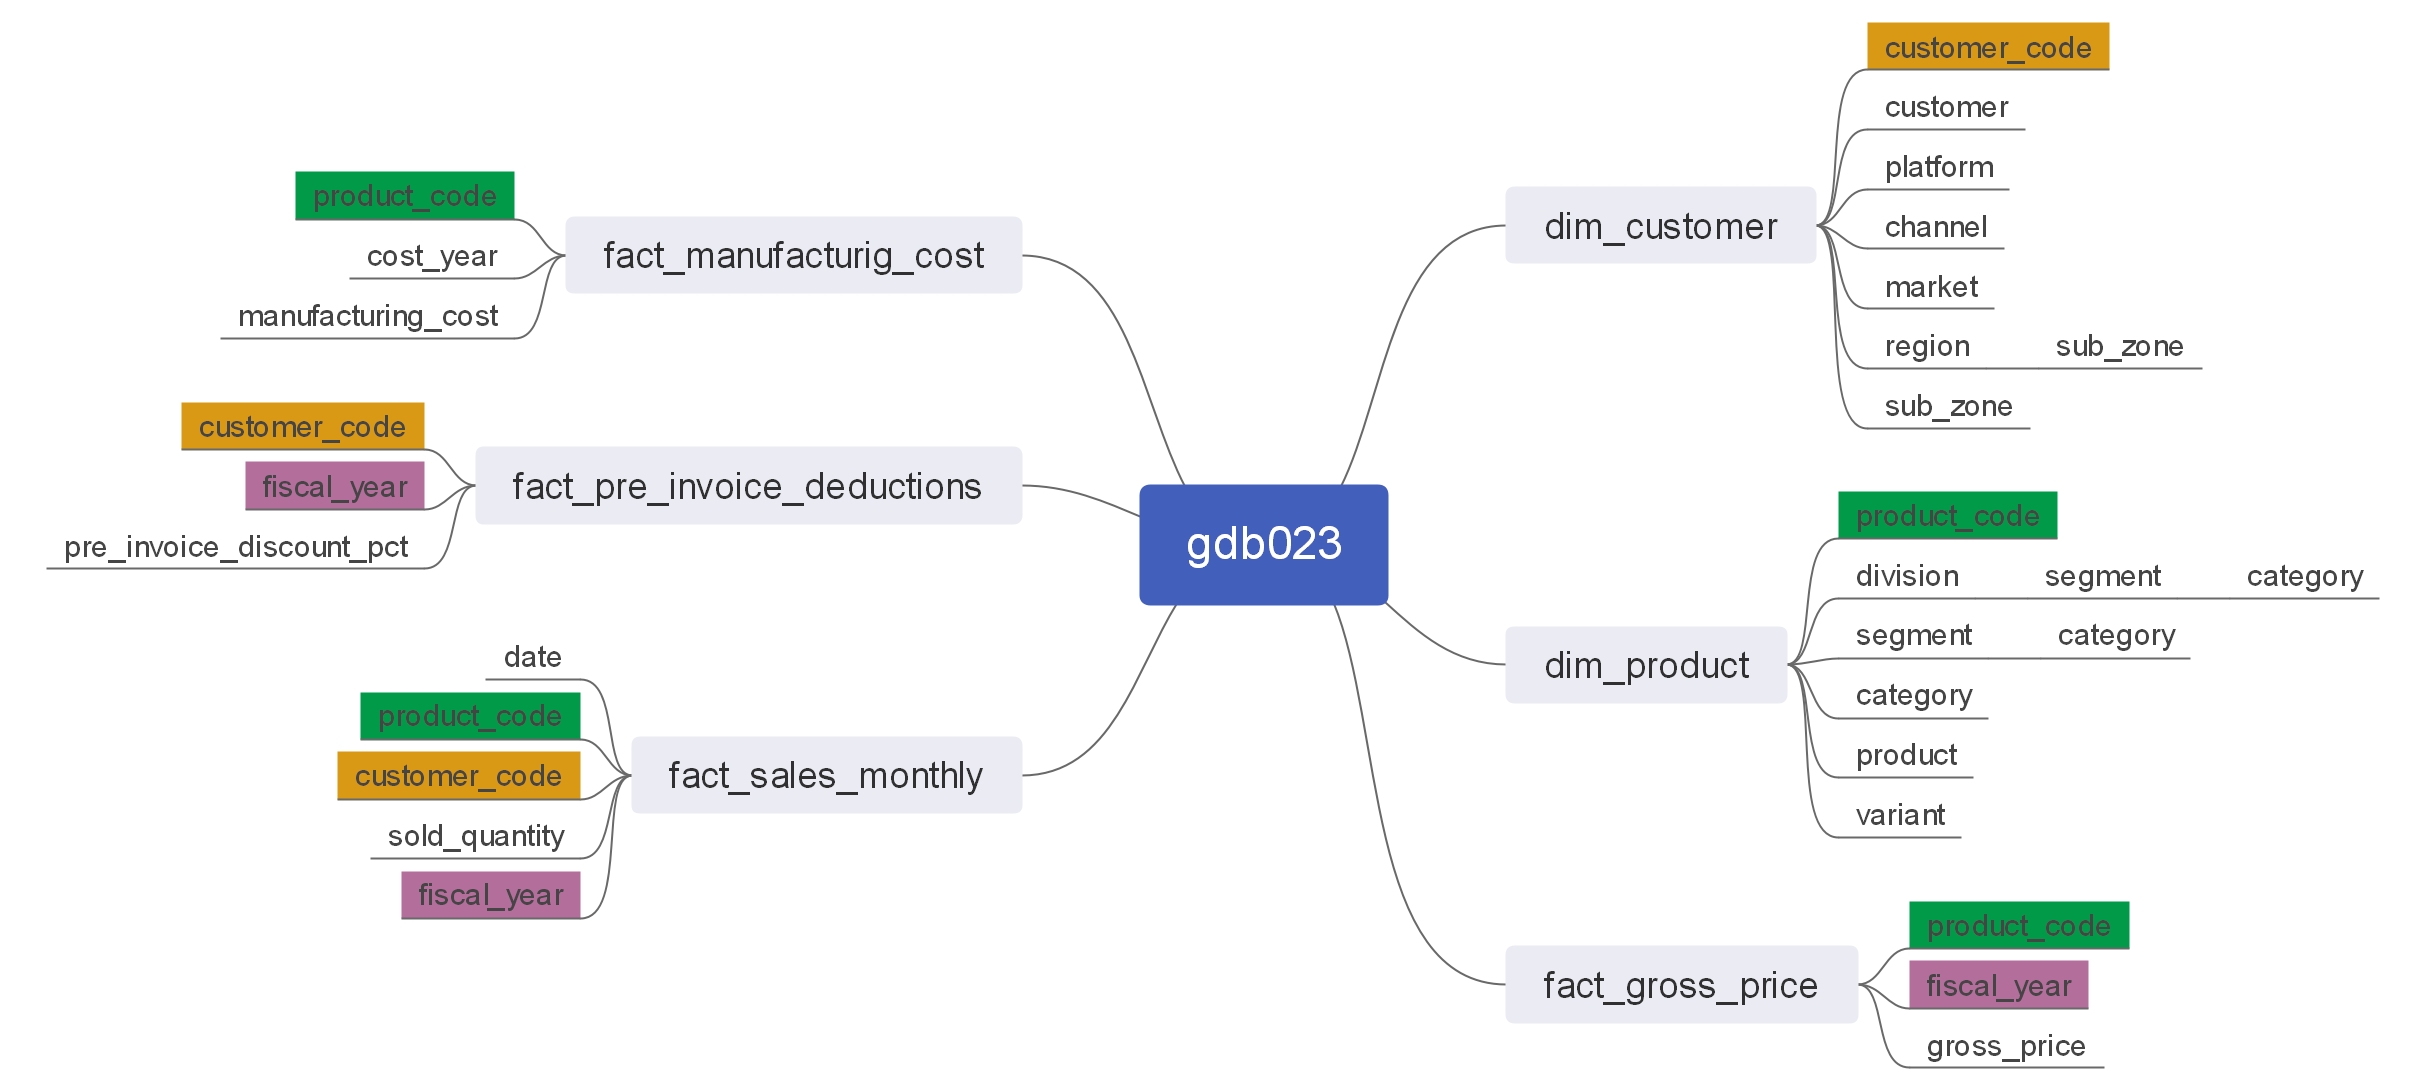 gdb023
fact_manufacturig_cost
product_code
cost_year
manufacturing_cost
fact_pre_invoice_deductions
customer_code
fiscal_year
pre_invoice_discount_pct
fact_sales_monthly
date
product_code
customer_code
sold_quantity
fiscal_year
dim_customer
customer_code
customer
platform
channel
market
region sub_zone
sub_zone
dim_product
product_code
division segment category
segment category
category
product
variant
fact_gross_price
product_code
fiscal_year
gross_price